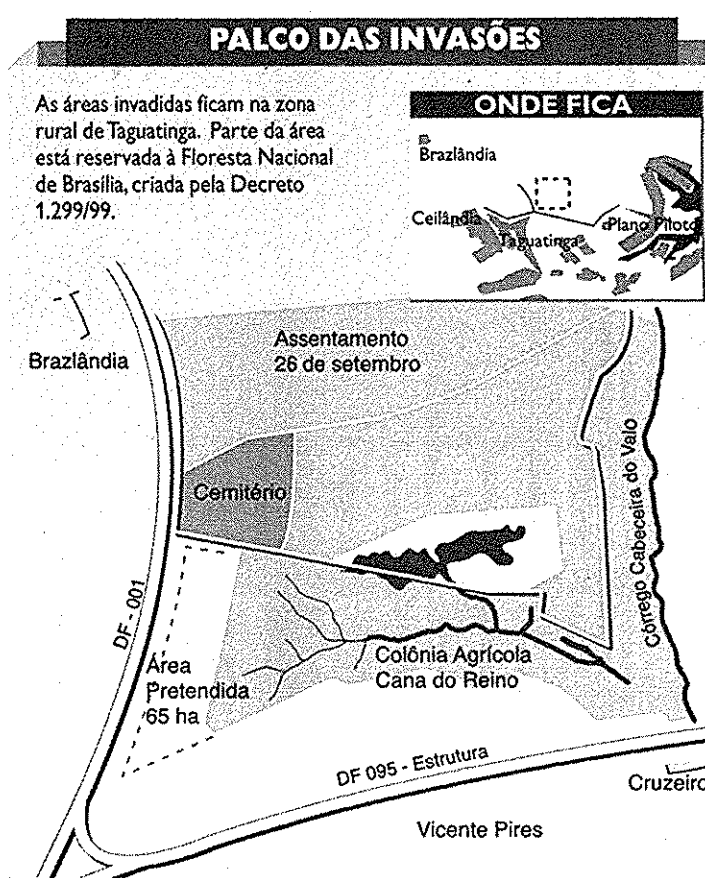 PALCO DAS INVASÕES
As áreas invadidas ficam na zona
rural de Taguatinga. Parte da área
está reservada à Floresta Nacional
de Brasília, criada pela Decreto
1.299/99.
ONDE FICA
Brazlândia
Ceilândia
Taguatinga
Plano Piloto
Brazlândia
Assentamento
26 de setembro
Cemitério
Córrego Cabeceira do Valo
DF - 001
Área
Pretendida
65 ha
Colônia Agrícola
Cana do Reino
DF 095 - Estrutura
Cruzeiro
Vicente Pires